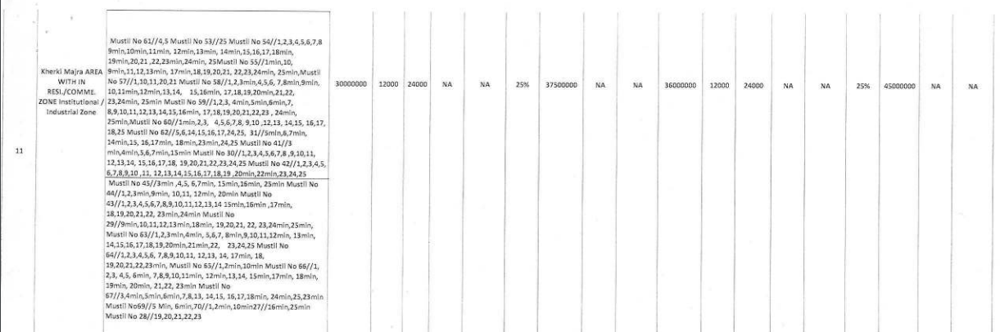 11
Kherki Majra AREA
WITH IN
RESI./COMME.
ZONE Institutional /
Industrial Zone
Mustil No 61//4,5 Mustil No 53//25 Mustil No 54//1,2,3,4,5,6,7,8
9min,10min,11min, 12min,13min, 14min,15,16,17,18min,
19min,20,21 ,22,23min,24min, 25Mustil No 55//1min,10,
9min,11,12,13min, 17min,18,19,20,21, 22,23,24min, 25min,Mustil
No 57//1,10,11,20,21 Mustil No 58//1,2,3min,4,5,6, 7,8min,9min,
10,11min,12min,13,14, 15,16min, 17,18,19,20min,21,22,
23,24min, 25min Mustil No 59//1,2,3, 4min,5min,6min,7,
8,9,10,11,12,13,14,15,16min, 17,18,19,20,21,22,23 , 24min,
25min,Mustil No 60//1min,2,3, 4,5,6,7,8, 9,10 ,12,13, 14,15, 16,17,
18,25 Mustil No 62//5,6,14,15,16,17,24,25, 31//5min,6,7min,
14min,15, 16,17min, 18min,23min,24,25 Mustil No 41//3
min,4min,5,6,7min,15min Mustil No 30//1,2,3,4,5,6,7,8 ,9,10,11,
12,13,14, 15,16,17,18, 19,20,21,22,23,24,25 Mustil No 42//1,2,3,4,5,
6,7,8,9,10 ,11, 12,13,14,15,16,17,18,19 ,20min,22min,23,24,25
Mustil No 45//3min ,4,5, 6,7min, 15min,16min, 25min Mustil No
44//1,2,3min,9min, 10,11, 12min, 20min Mustil No
43//1,2,3,4,5,6,7,8,9,10,11,12,13,14 15min,16min ,17min,
18,19,20,21,22, 23min,24min Mustil No
29//9min,10,11,12,13min,18min, 19,20,21, 22, 23,24min,25min,
Mustil No 63//1,2,3min,4min, 5,6,7, 8min,9,10,11,12min, 13min,
14,15,16,17,18,19,20min,21min,22, 23,24,25 Mustil No
64//1,2,3,4,5,6, 7,8,9,10,11, 12,13, 14, 17min, 18,
19,20,21,22,23min, Mustil No 65//1,2min,10min Mustil No 66//1,
2,3, 4,5, 6min, 7,8,9,10,11min, 12min,13,14, 15min,17min, 18min,
19min, 20min, 21,22, 23min Mustil No
67//3,4min,5min,6min,7,8,13, 14,15, 16,17,18min, 24min,25,23min
Mustil No69//5 Min, 6min,70//1,2min,10min27//16min,25min
Mustil No 28//19,20,21,22,23
30000000 12000 24000 NA NA 25% 37500000 NA NA 36000000 12000 24000 NA NA 25% 45000000 NA NA